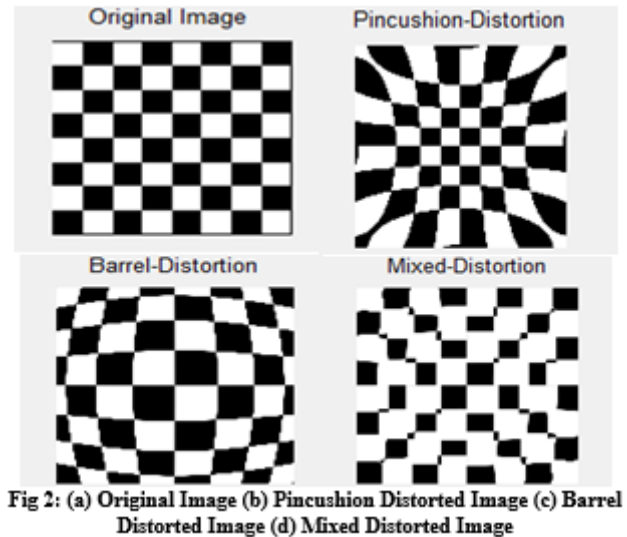 Original Image
Pincushion-Distortion
Barrel-Distortion
Mixed-Distortion
Fig 2: (a) Original Image (b) Pincushion Distorted Image (c) Barrel
Distorted Image (d) Mixed Distorted Image